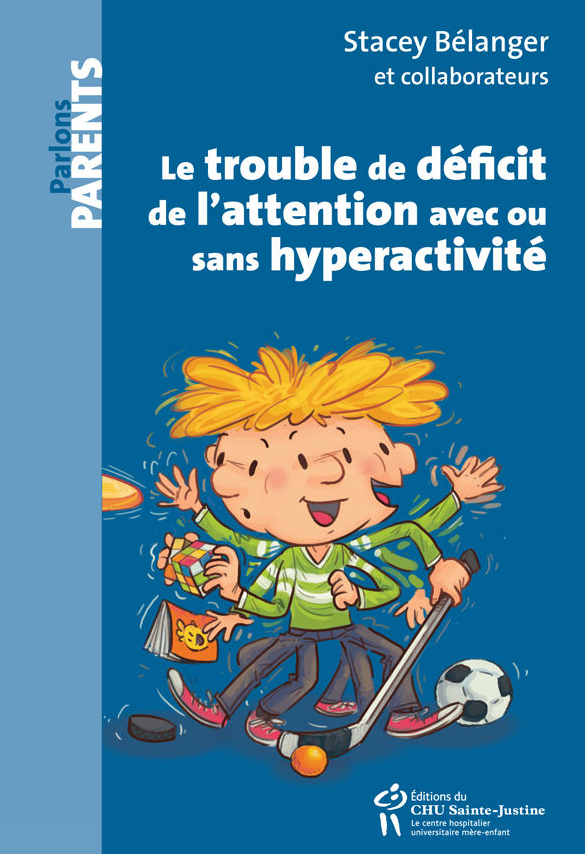 Stacey Bélanger
et collaborateurs
Parlons
PARENTS
Le trouble de déficit
de l'attention avec ou
sans hyperactivité
Éditions du
CHU Sainte-Justine
Le centre hospitalier
universitaire mère-enfant